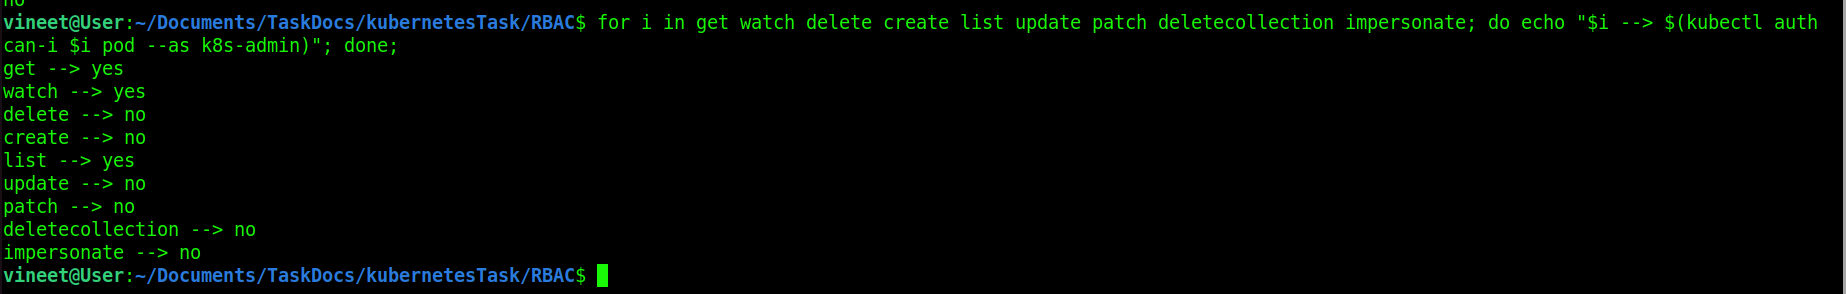 no
vineet@User:~/Documents/TaskDocs/kubernetesTask/RBAC$ for i in get watch delete create list update patch deletecollection impersonate; do echo "$i --> $(kubectl auth
can-i $i pod --as k8s-admin)"; done;
get --> yes
watch --> yes
delete --> no
create --> no
list --> yes
update --> no
patch --> no
deletecollection --> no
impersonate --> no
vineet@User:~/Documents/TaskDocs/kubernetesTask/RBAC$